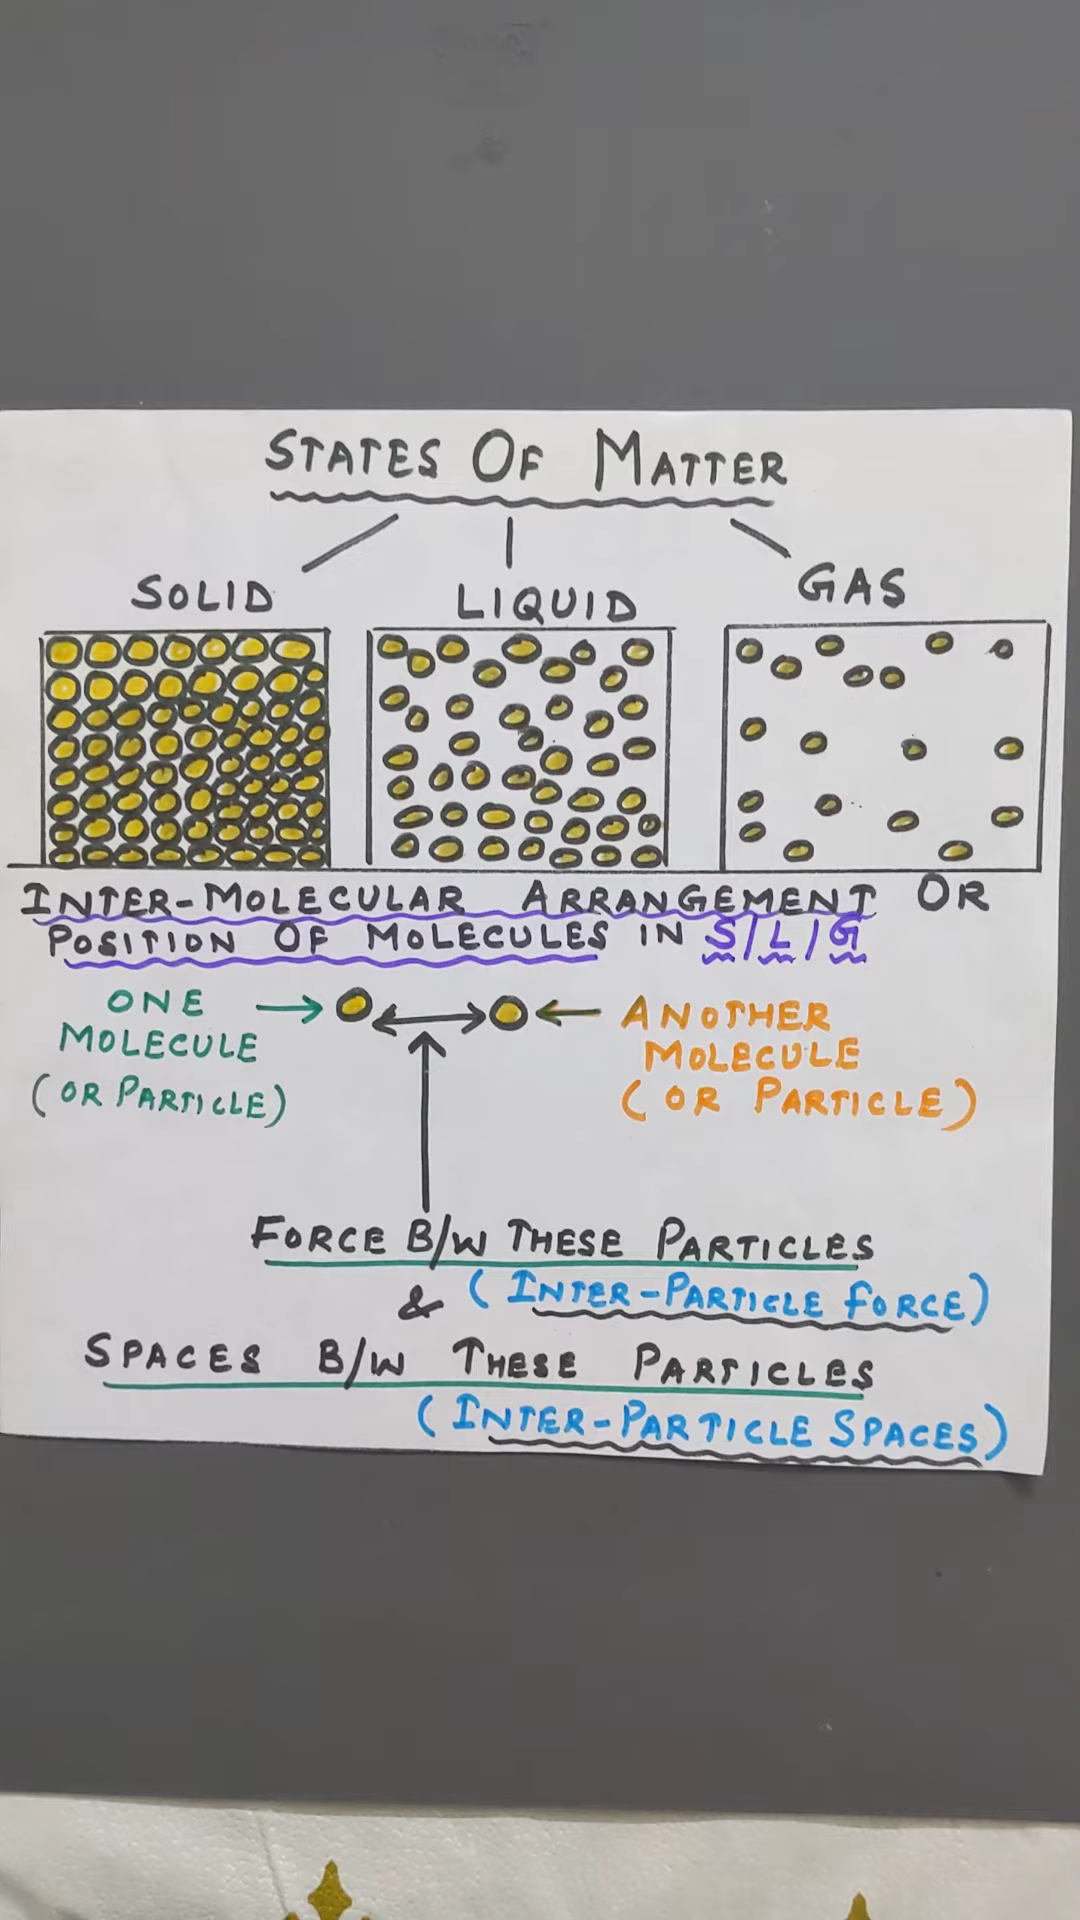 STATES OF MATTER
SOLID
LIQUID
GAS
INTER-MOLECULAR ARRANGEMENT OR
POSITION OF MOLECULES IN S/L/G
ONE
MOLECULE
(OR PARTICLE)
ANOTHER
MOLECULE
(OR PARTICLE)
FORCE B/W THESE PARTICLES
& (INTER-PARTICLE FORCE)
SPACES B/W THESE PARTICLES
(INTER-PARTICLE SPACES)